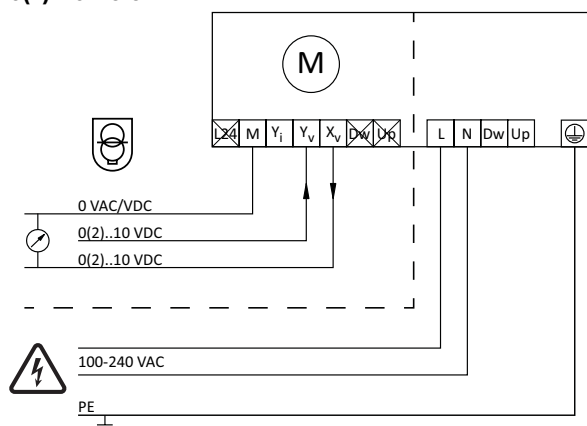 M
L24 M Yi Yv Xv Dw Up L N Dw Up
0 VAC/VDC
0(2)..10 VDC
0(2)..10 VDC
100-240 VAC
PE